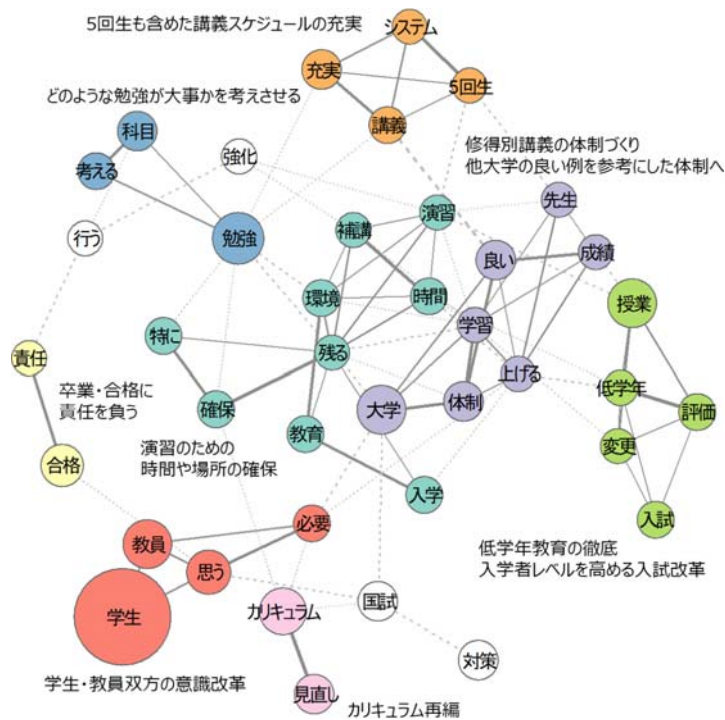 5回生も含めた講義スケジュールの充実
システム
充実
5回生
講義
どのような勉強が大事かを考えさせる
科目
考える
強化
行う
勉強
修得別講義の体制づくり
他大学の良い例を参考にした体制へ
先生
演習
補講
良い
成績
環境
時間
授業
学習
特に
残る
上げる
責任
低学年
確保
大学
体制
評価
卒業・合格に
責任を負う
教育
変更
演習のための
時間や場所の確保
合格
入学
入試
必要
教員
思う
低学年教育の徹底
入学者レベルを高める入試改革
学生
カリキュラム
国試
対策
学生・教員双方の意識改革
見直し
カリキュラム再編